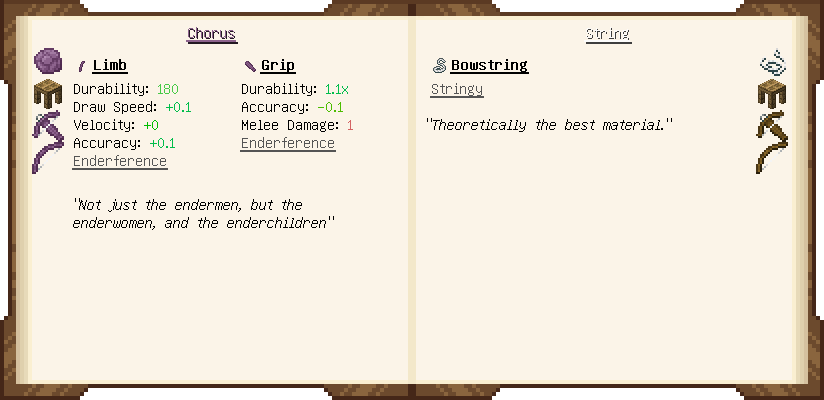 Chorus
Limb
Durability: 180
Draw Speed: +0.1
Velocity: +0
Accuracy: +0.1
Enderference
Grip
Durability: 1.1x
Accuracy: -0.1
Melee Damage: 1
Enderference
"Not just the endermen, but the
enderwomen, and the enderchildren"
String
Bowstring
Stringy
"Theoretically the best material."